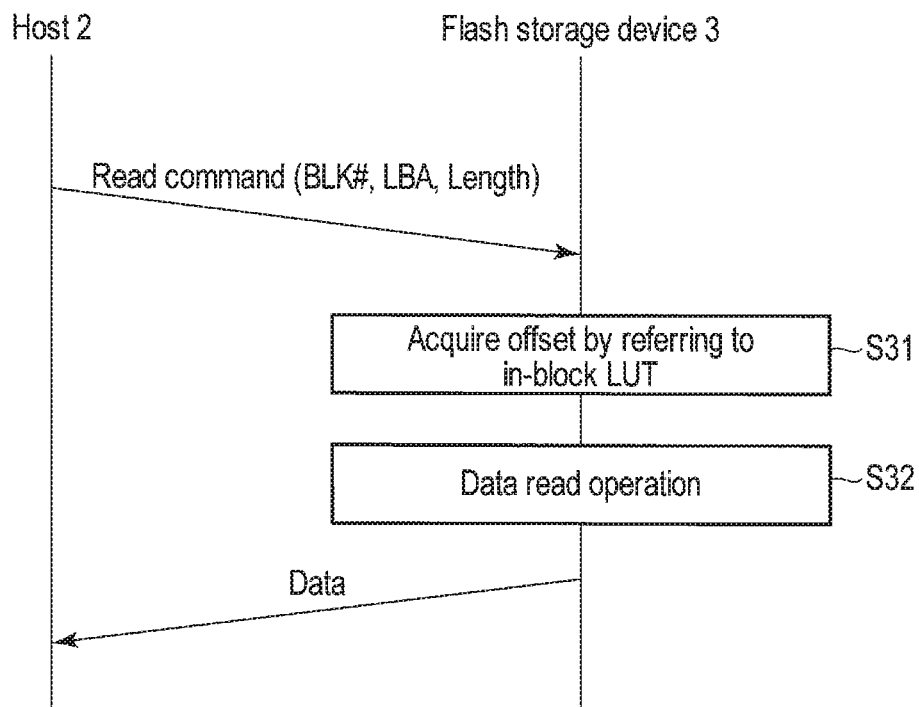 Host 2
Flash storage device 3
Read command (BLK#, LBA, Length)
Acquire offset by referring to
in-block LUT
S31
Data read operation
S32
Data